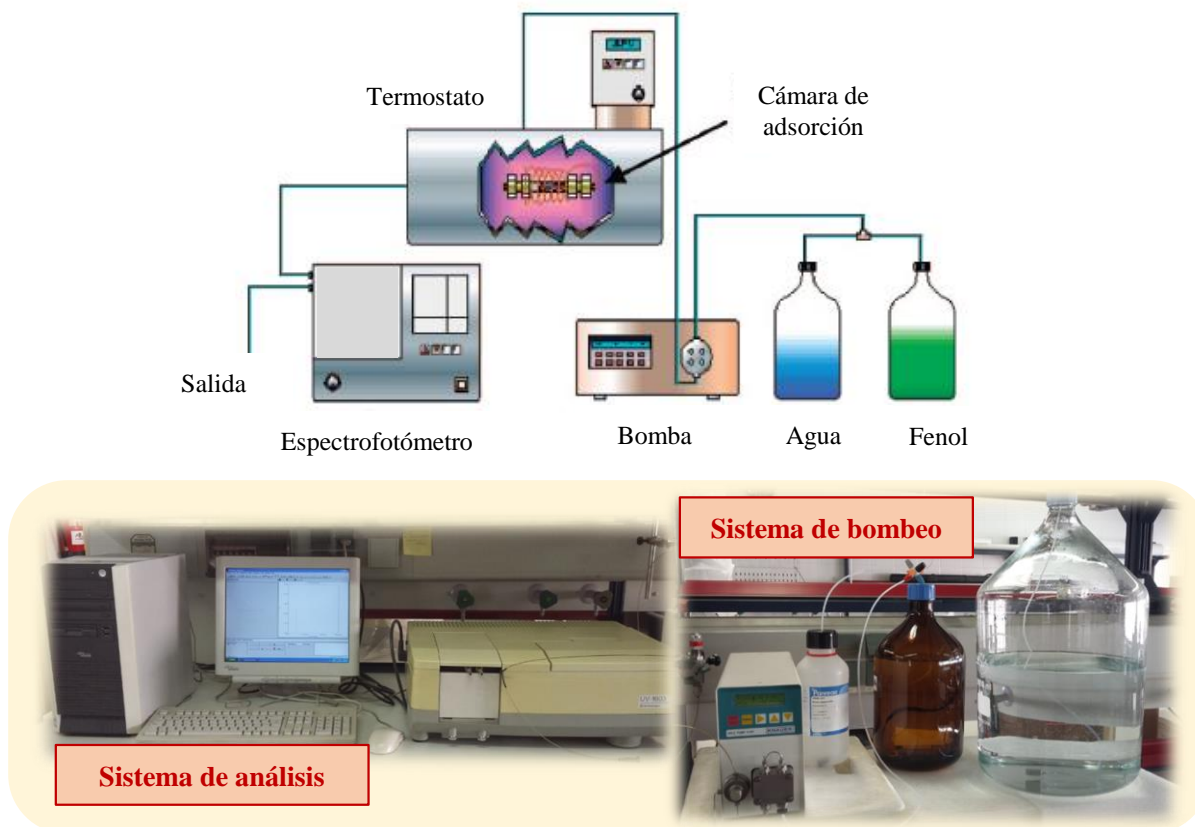 Termostato
Cámara de
adsorción
Salida
Espectrofotómetro
Bomba
Agua
Fenol
Sistema de bombeo
Sistema de análisis